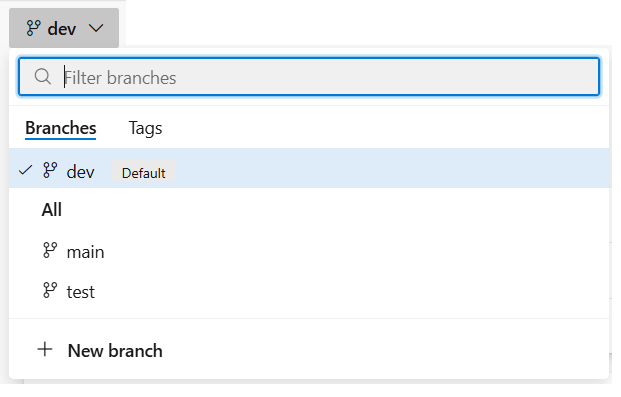 dev
Filter branches
Branches Tags
dev Default
All
main
test
New branch